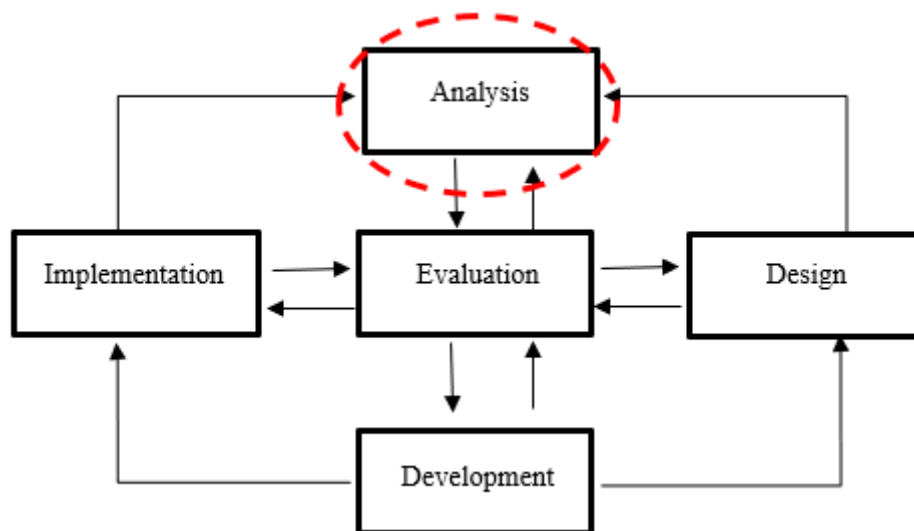 Analysis
Implementation
Evaluation
Design
Development